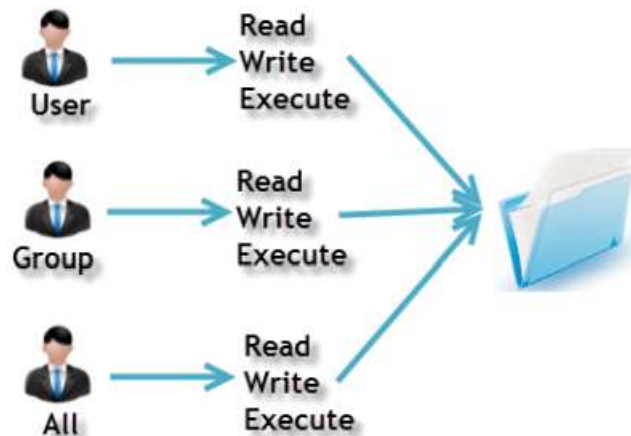 User
Read
Write
Execute
Group
Read
Write
Execute
All
Read
Write
Execute